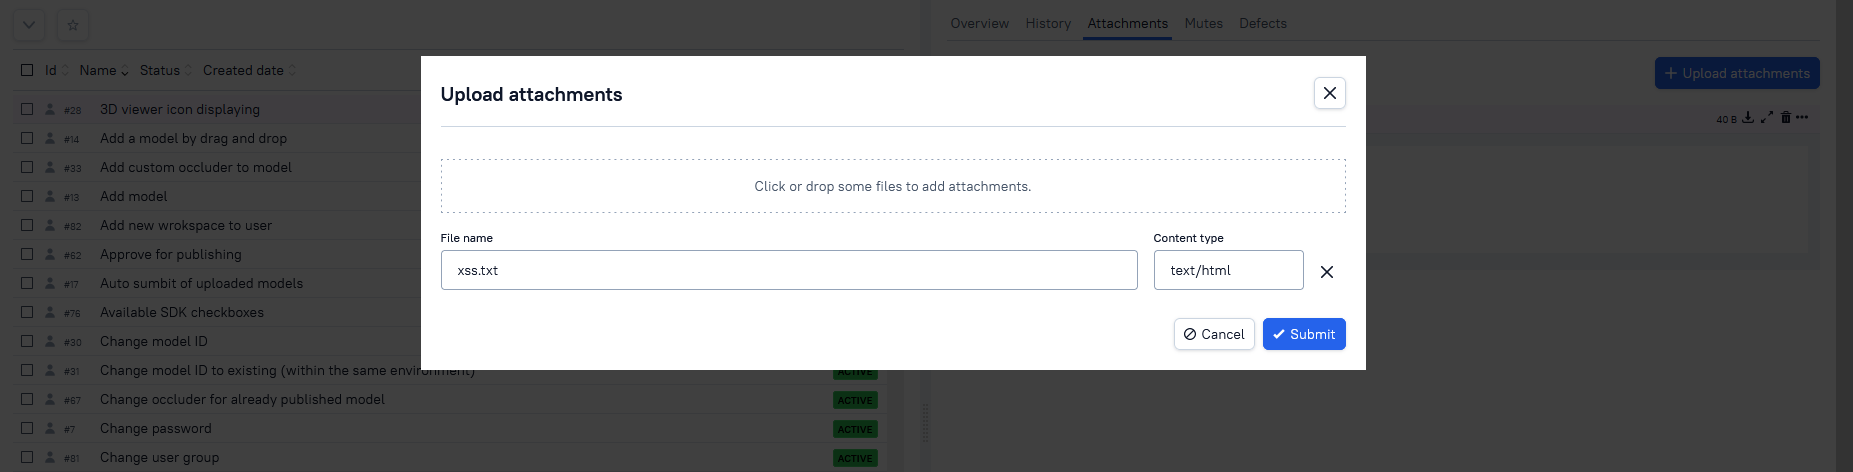 Overview History Attachments Mutes Defects
Id Name Status Created date
Upload attachments
#28 3D viewer icon displaying
#14 Add a model by drag and drop
#33 Add custom occluder to model
#13 Add model
#82 Add new wrokspace to user
#62 Approve for publishing
#17 Auto sumbit of uploaded models
#76 Available SDK checkboxes
#30 Change model ID
#31 Change model ID to existing (within the same environment) ACTIVE
#67 Change occluder for already published model ACTIVE
#7 Change password ACTIVE
#81 Change user group ACTIVE
Upload attachments
Click or drop some files to add attachments.
File name
xss.txt
Content type
text/html
Cancel Submit
40 B